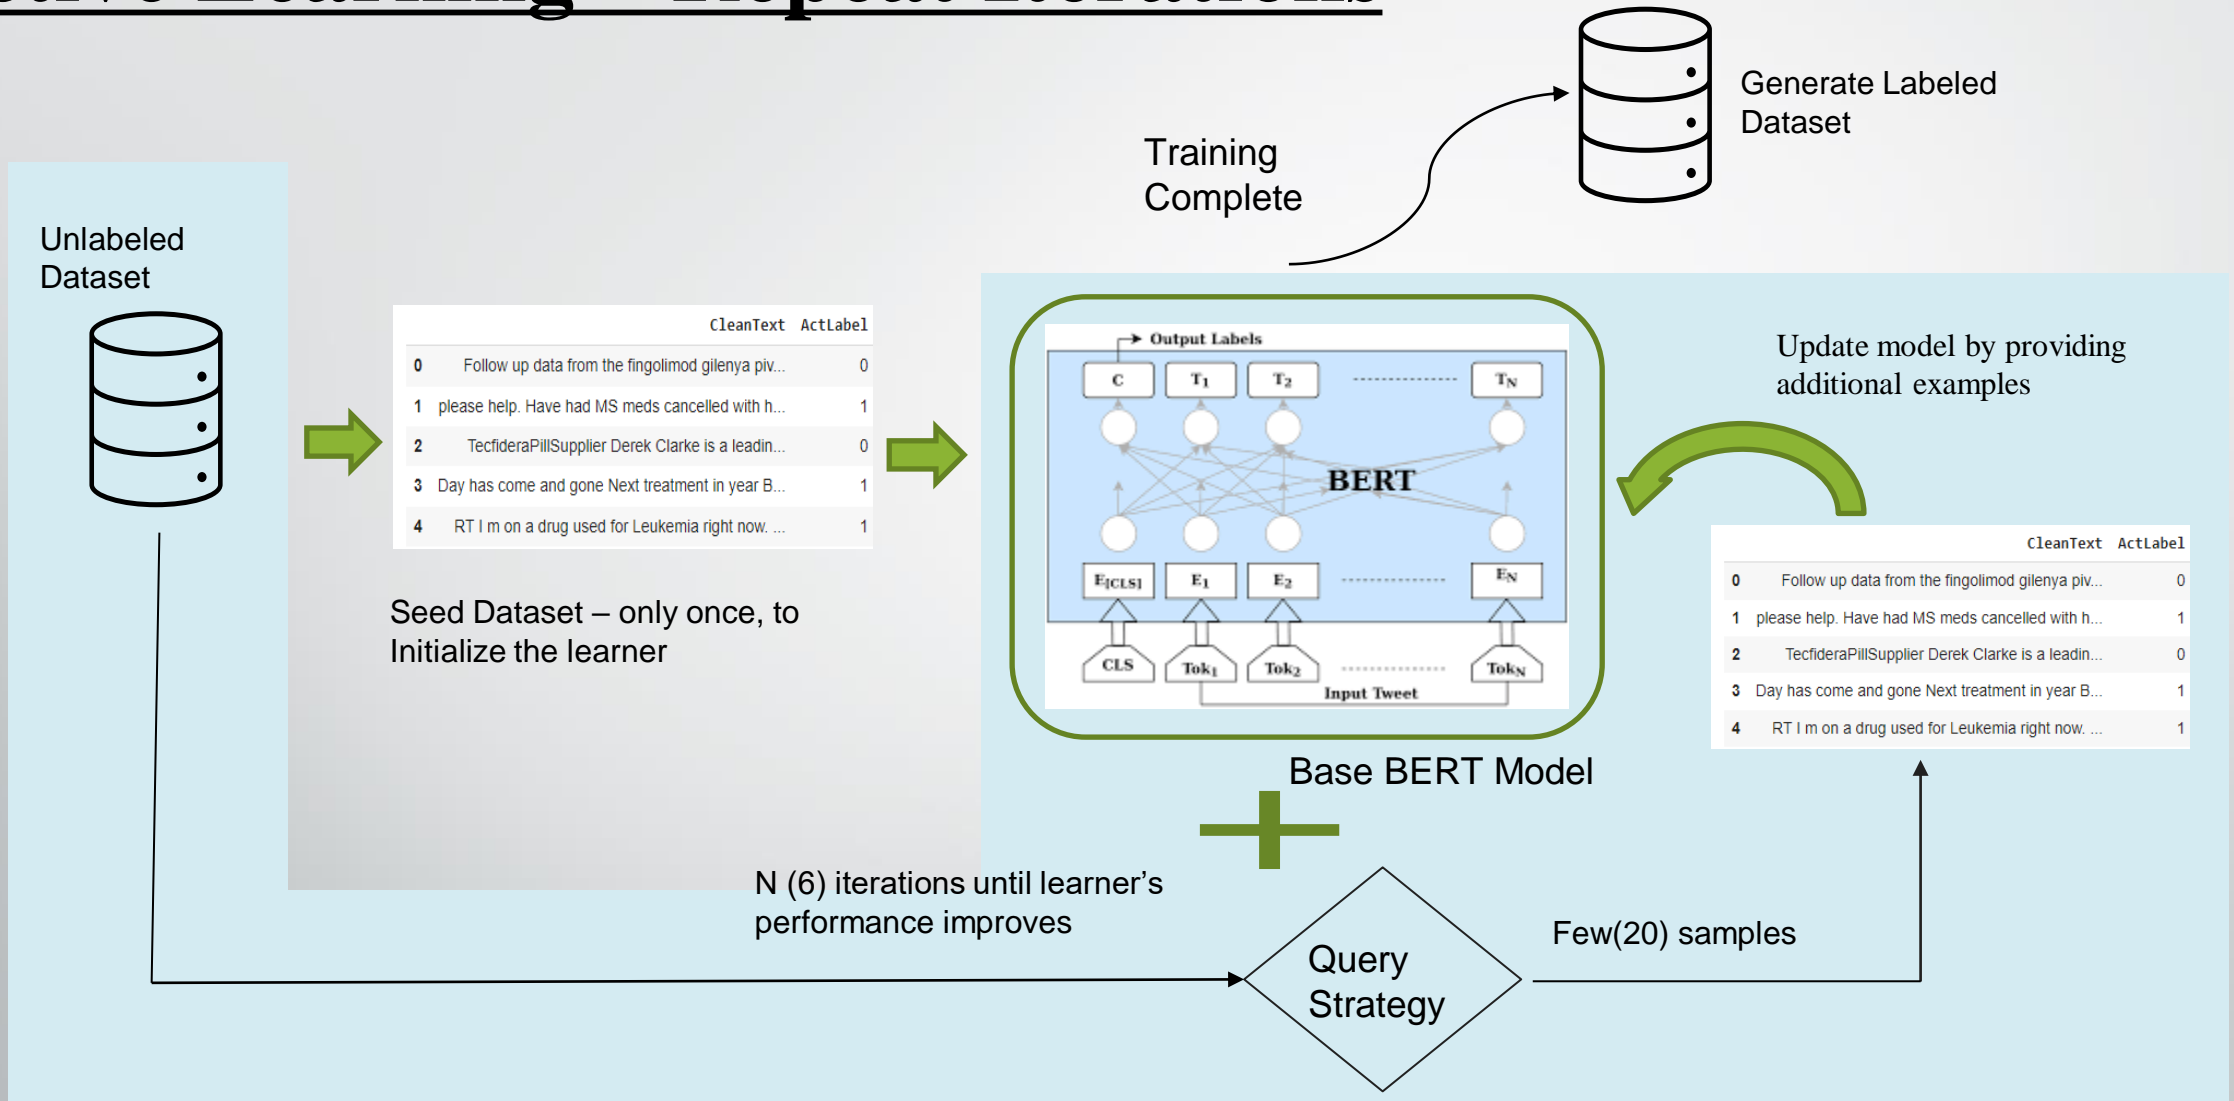 Learning - Repeat Iterations
Generate Labeled
Dataset
Training
Complete
Unlabeled
Dataset
CleanText ActLabel
0 Follow up data from the fingolimod gilenya piv... 0
1 please help. Have had MS meds cancelled with h... 1
2 TecfideraPillSupplier Derek Clarke is a leadin... 0
3 Day has come and gone Next treatment in year B... 1
4 RT I m on a drug used for Leukemia right now. ... 1
Seed Dataset – only once, to
Initialize the learner
Output Labels
C T1 T2 TN
BERT
E[CLS] E1 E2 EN
CLS Tok1 Tok2 TokN
Input Tweet
Base BERT Model
Update model by providing
additional examples
CleanText ActLabel
0 Follow up data from the fingolimod gilenya piv... 0
1 please help. Have had MS meds cancelled with h... 1
2 TecfideraPillSupplier Derek Clarke is a leadin... 0
3 Day has come and gone Next treatment in year B... 1
4 RT I m on a drug used for Leukemia right now. ... 1
N (6) iterations until learner’s
performance improves
Query
Strategy
Few(20) samples